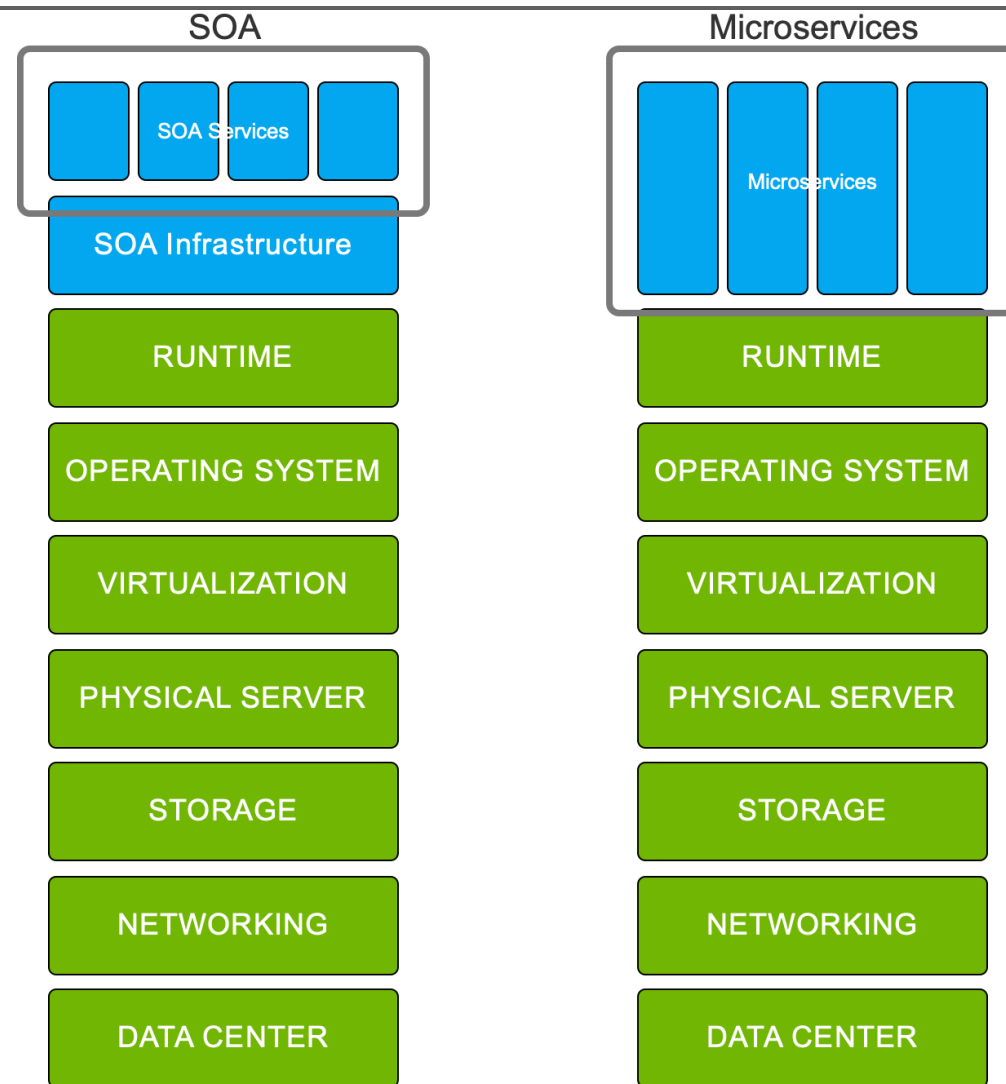 SOA
SOA Services
SOA Infrastructure
RUNTIME
OPERATING SYSTEM
VIRTUALIZATION
PHYSICAL SERVER
STORAGE
NETWORKING
DATA CENTER
Microservices
Microservices
RUNTIME
OPERATING SYSTEM
VIRTUALIZATION
PHYSICAL SERVER
STORAGE
NETWORKING
DATA CENTER